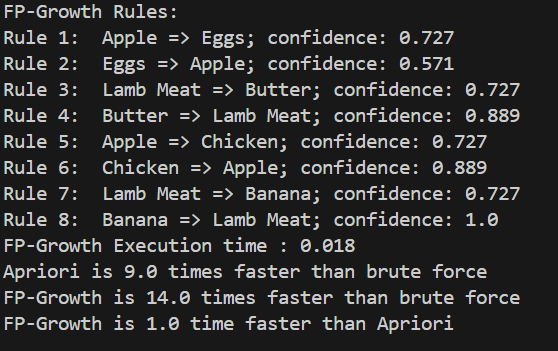 FP-Growth Rules:
Rule 1:  Apple => Eggs; confidence: 0.727
Rule 2:  Eggs => Apple; confidence: 0.571
Rule 3:  Lamb Meat => Butter; confidence: 0.727
Rule 4:  Butter => Lamb Meat; confidence: 0.889
Rule 5:  Apple => Chicken; confidence: 0.727
Rule 6:  Chicken => Apple; confidence: 0.889
Rule 7:  Lamb Meat => Banana; confidence: 0.727
Rule 8:  Banana => Lamb Meat; confidence: 1.0
FP-Growth Execution time : 0.018
Apriori is 9.0 times faster than brute force
FP-Growth is 14.0 times faster than brute force
FP-Growth is 1.0 time faster than Apriori